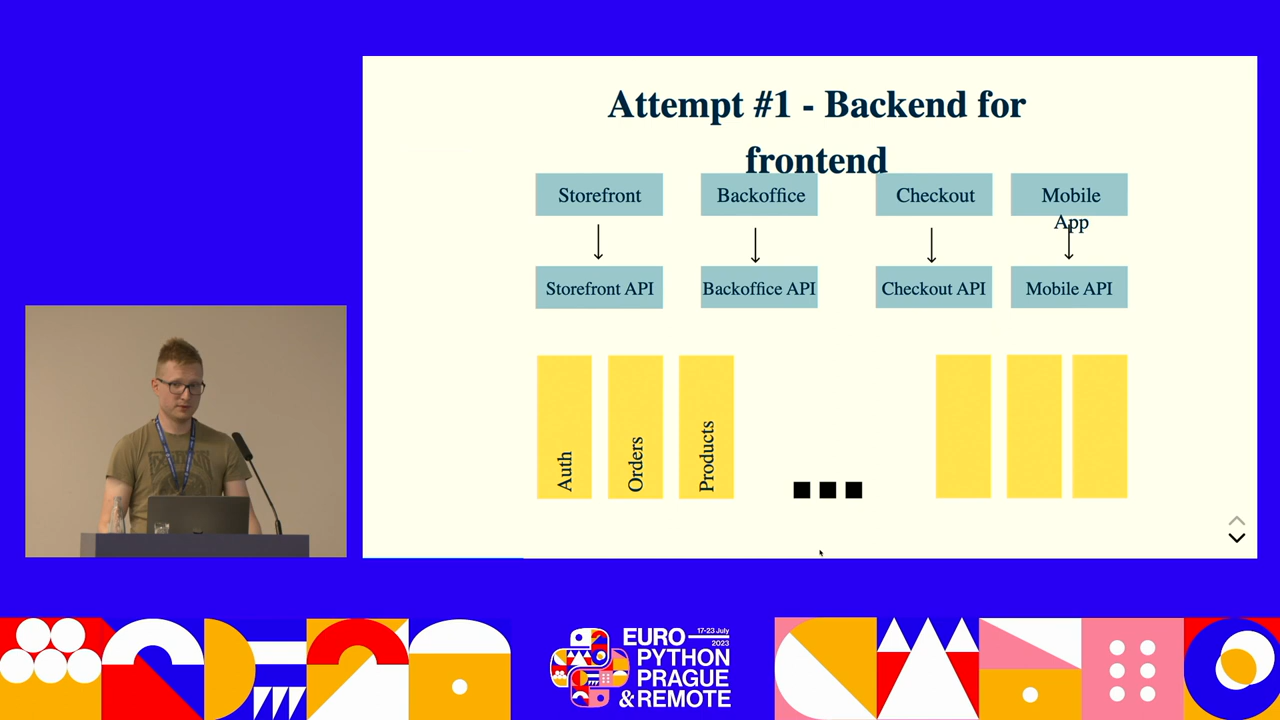 Attempt #1 - Backend for
frontend
Storefront
Backoffice
Checkout
Mobile
App
Storefront API
Backoffice API
Checkout API
Mobile API
Auth
Orders
Products
EURO
17-23 July
2023
PYTHON
PRAGUE
& REMOTE